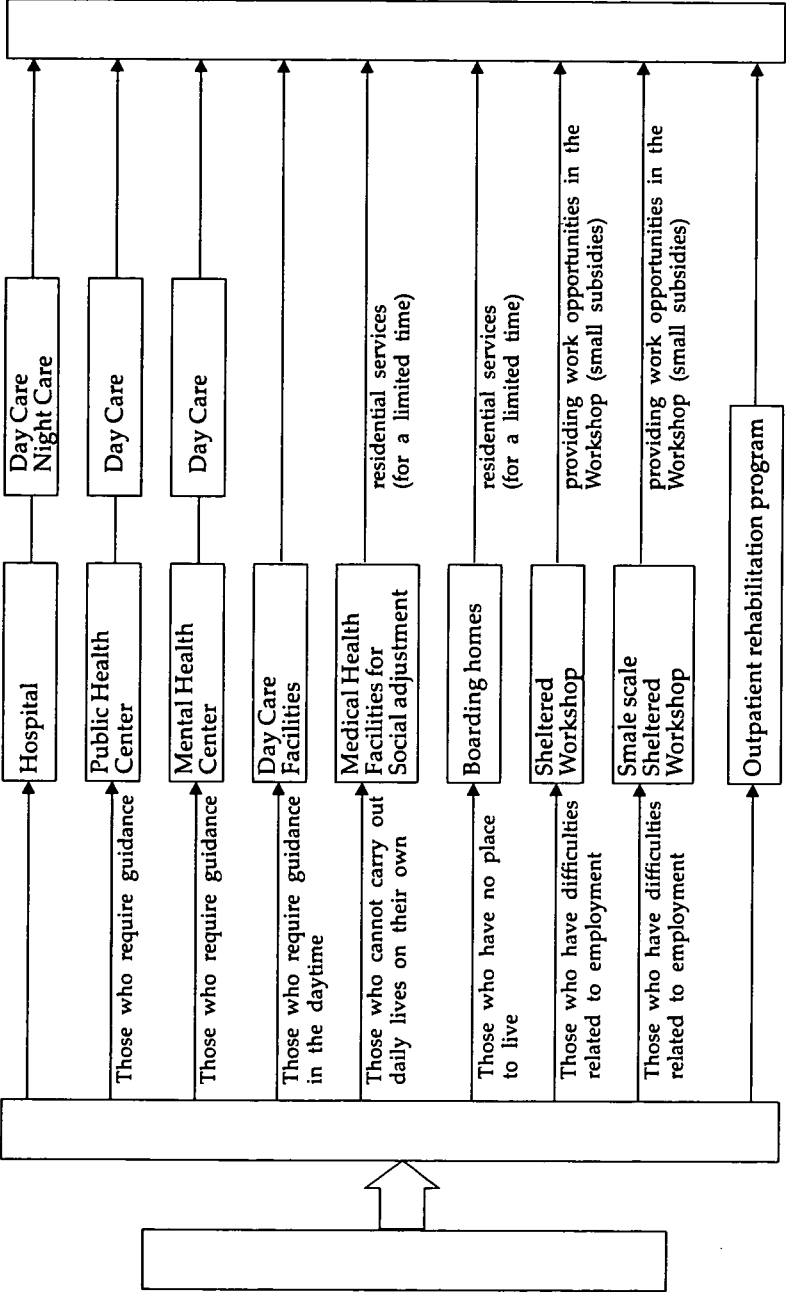 Hospital
Day Care
Night Care
Those who require guidance
Public Health
Center
Day Care
Those who require guidance
Mental Health
Center
Day Care
Those who require guidance
in the daytime
Day Care
Facilities
Those who cannot carry out
daily lives on their own
Medical Health
Facilities for
Social adjustment
residential services
(for a limited time)
Those who have no place
to live
Boarding homes
residential services
(for a limited time)
Those who have difficulties
related to employment
Sheltered
Workshop
providing work opportunities in the
Workshop (small subsidies)
Those who have difficulties
related to employment
Smale scale
Sheltered
Workshop
providing work opportunities in the
Workshop (small subsidies)
Outpatient rehabilitation program